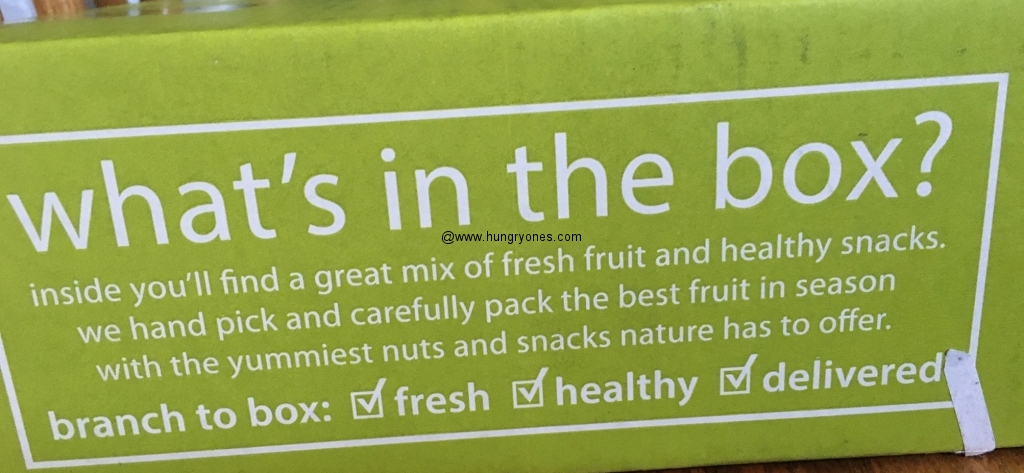 what's in the box?
@www.hungryones.com
inside you'll find a great mix of fresh fruit and healthy snacks.
we hand pick and carefully pack the best fruit in season
with the yummiest nuts and snacks nature has to offer.
branch to box: ☑ fresh ☑ healthy ☑ delivered